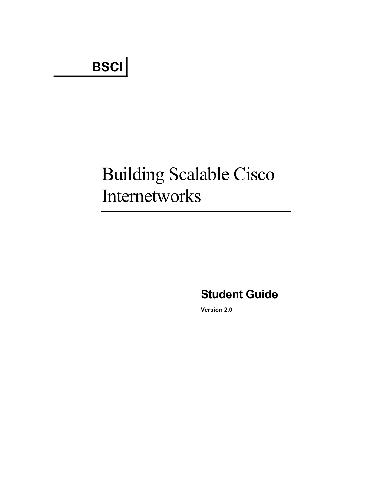 BSCI
Building Scalable Cisco
Internetworks
Student Guide
Version 2.0